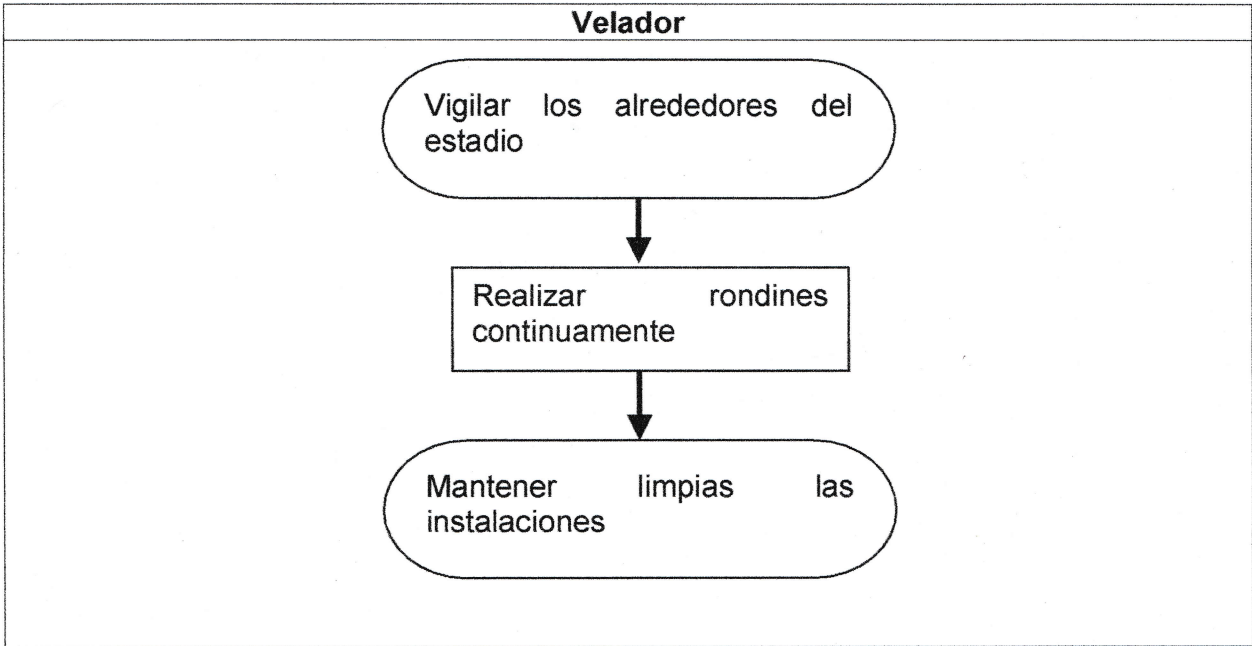 Velador
Vigilar los alrededores del
estadio
Realizar rondines
continuamente
Mantener limpias las
instalaciones